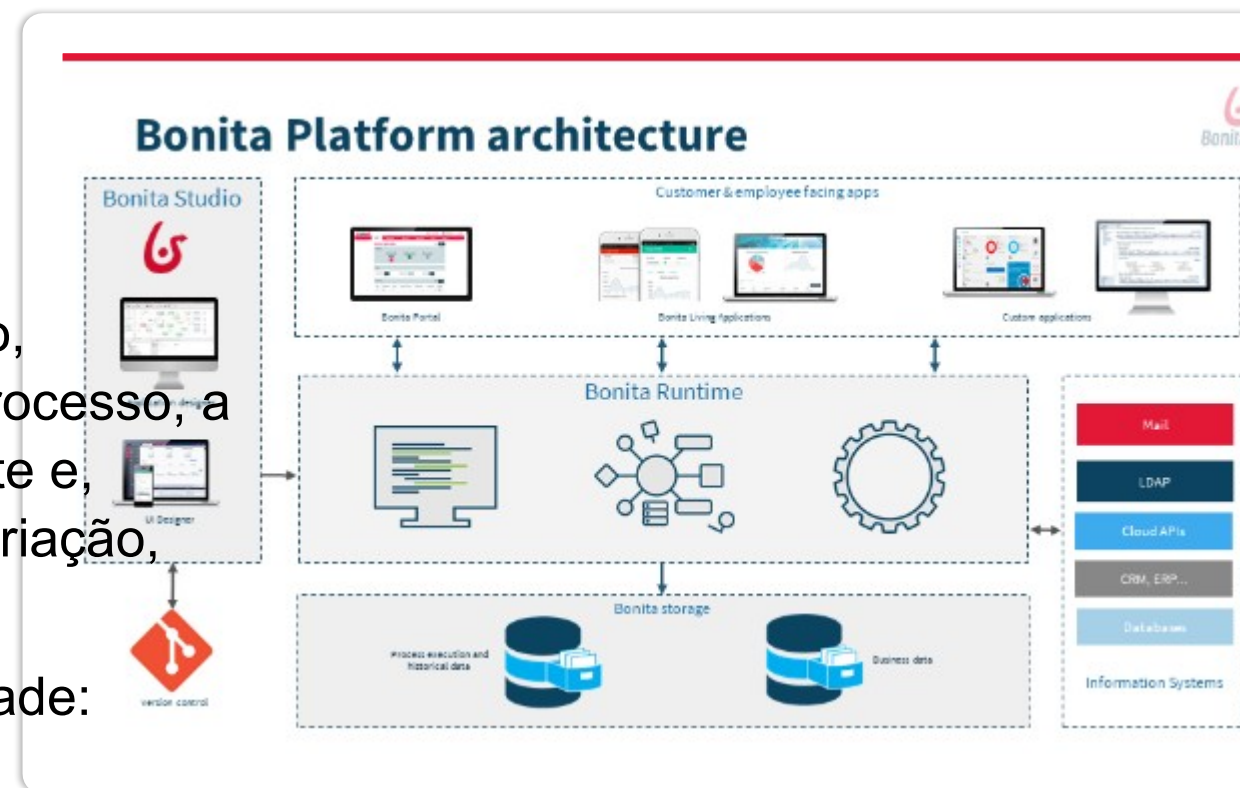 Bonita Platform architecture
Bonita Studio
UI Designer
version control
Customer & employee facing apps
Bonita Portal
Bonita Living Applications
Custom applications
Bonita Runtime
Bonita storage
Process execution and
historical data
Business data
Mail
LDAP
Cloud APIs
CRM, ERP...
Databases
Information Systems
o,
rocesso, a
te e,
riação,
ade: